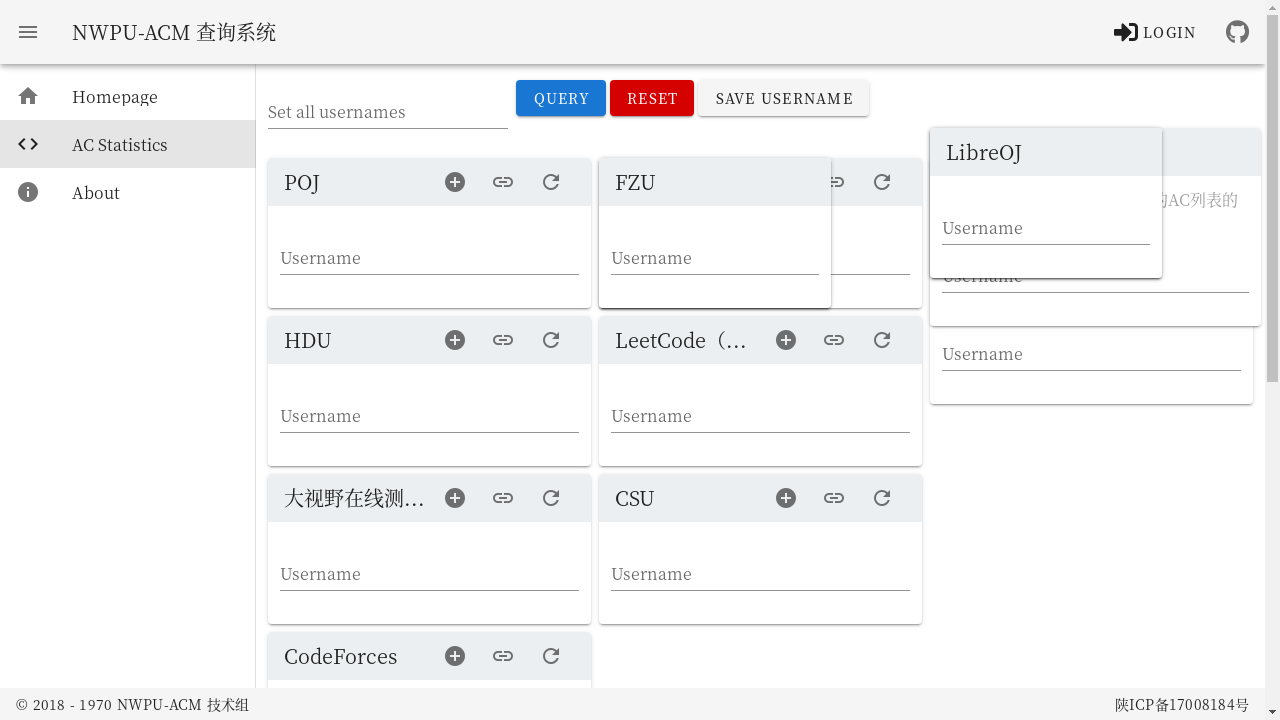 NWPU-ACM 查询系统
LOGIN
Homepage
AC Statistics
About
Set all usernames
QUERY
RESET
SAVE USERNAME
POJ
Username
FZU
Username
LibreOJ
Username
的AC列表的
Username
Username
HDU
Username
LeetCode（...
Username
大视野在线测...
Username
CSU
Username
CodeForces
© 2018 - 1970 NWPU-ACM 技术组
陕ICP备17008184号